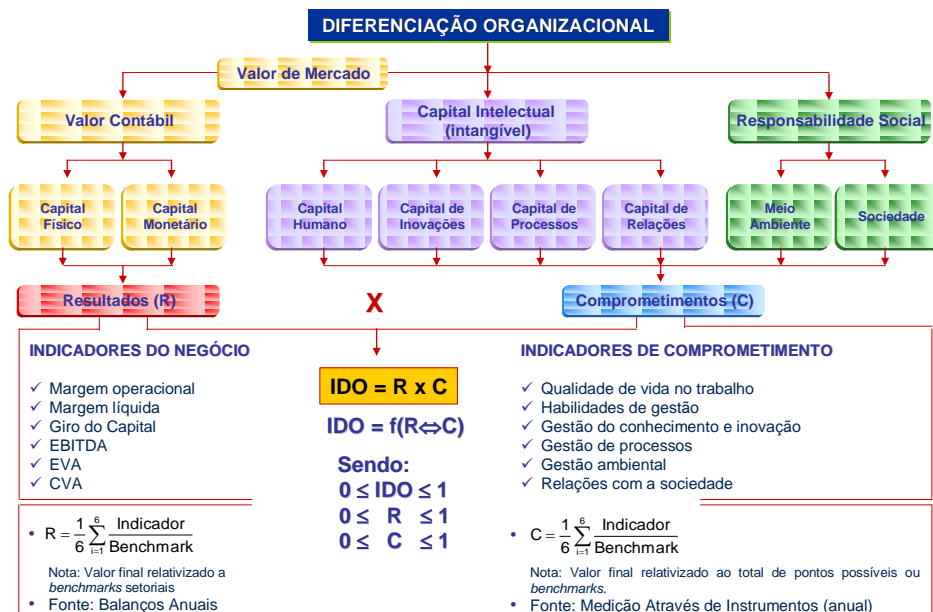 DIFERENCIAÇÃO ORGANIZACIONAL
Valor de Mercado
Valor Contábil
Capital Intelectual
(intangível)
Responsabilidade Social
Capital
Físico
Capital
Monetário
Capital
Humano
Capital de
Inovações
Capital de
Processos
Capital de
Relações
Meio
Ambiente
Sociedade
Resultados (R)
X
Comprometimentos (C)
INDICADORES DO NEGÓCIO
✓ Margem operacional
✓ Margem líquida
✓ Giro do Capital
✓ EBITDA
✓ EVA
✓ CVA
IDO = R x C
IDO = f(R⇔C)
Sendo:
0 ≤ IDO ≤ 1
0 ≤ R ≤ 1
0 ≤ C ≤ 1
INDICADORES DE COMPROMETIMENTO
✓ Qualidade de vida no trabalho
✓ Habilidades de gestão
✓ Gestão do conhecimento e inovação
✓ Gestão de processos
✓ Gestão ambiental
✓ Relações com a sociedade
• R = 1/6 ∑_{i=1}^{6} Indicador/Benchmark
Nota: Valor final relativizado a
benchmarks setoriais
• Fonte: Balanços Anuais
• C = 1/6 ∑_{i=1}^{6} Indicador/Benchmark
Nota: Valor final relativizado ao total de pontos possíveis ou
benchmarks.
• Fonte: Medição Através de Instrumentos (anual)